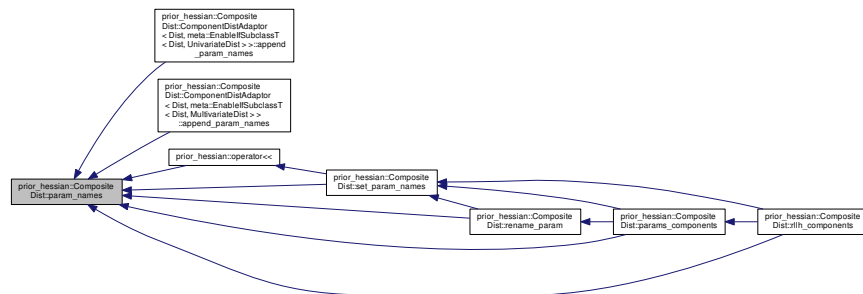 prior_hessian::Composite
Dist::ComponentDistAdaptor
< Dist, meta::EnableIfSubclassT
< Dist, UnivariateDist > >::append
_param_names
prior_hessian::Composite
Dist::ComponentDistAdaptor
< Dist, meta::EnableIfSubclassT
< Dist, MultivariateDist > >
::append_param_names
prior_hessian::operator<<
prior_hessian::Composite
Dist::param_names
prior_hessian::Composite
Dist::set_param_names
prior_hessian::Composite
Dist::rename_param
prior_hessian::Composite
Dist::params_components
prior_hessian::Composite
Dist::rllh_components